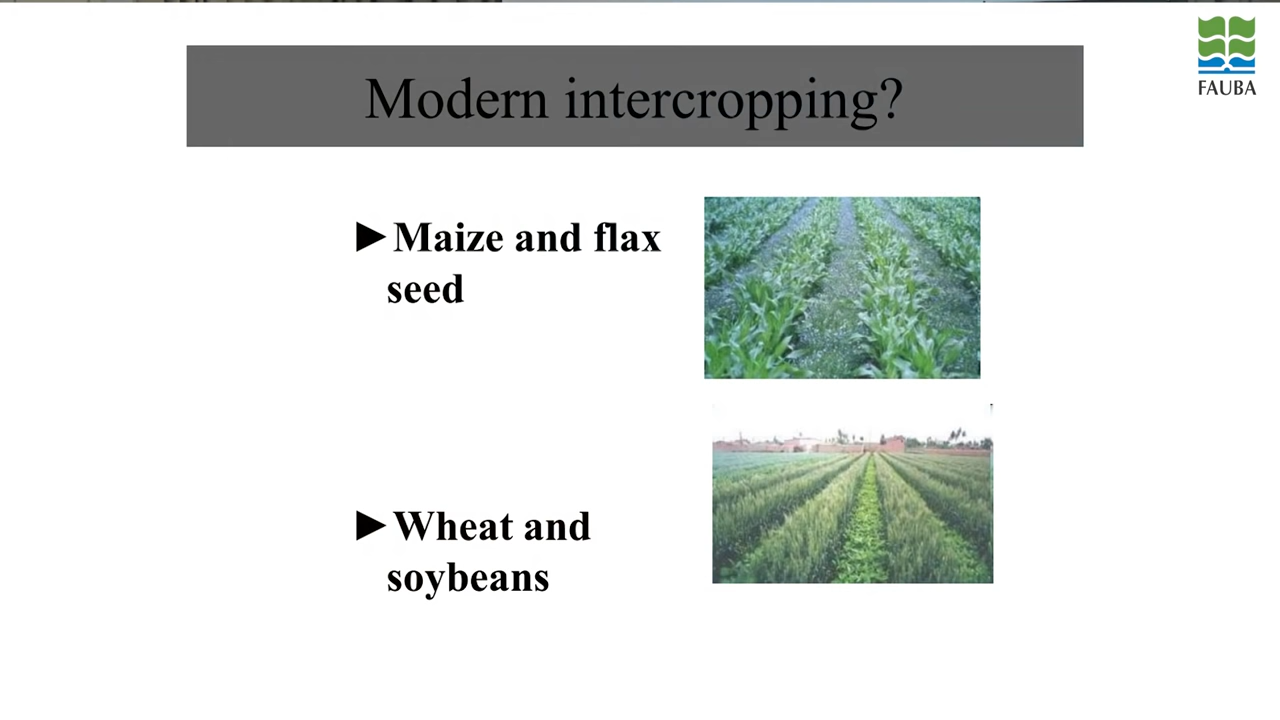 FAUBA
Modern intercropping?
►Maize and flax
seed
►Wheat and
soybeans